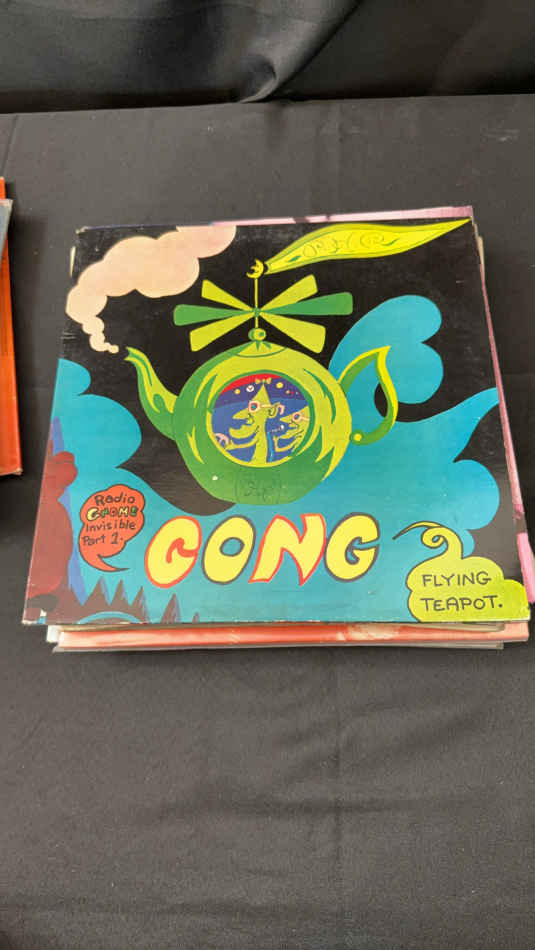 Radio
GNOME
Invisible
Part 1.
GONG
FLYING
TEAPOT.